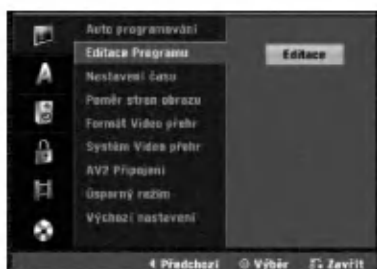 Auto programování
Editace Programu
Editace
A
Nastavení času
Poměr stran obrazu
Formát Video přehr
Systém Video přehr
AV2 Připojení
Úsporný režim
Výchozí nastavení
Předchozí Výběr Zavřít